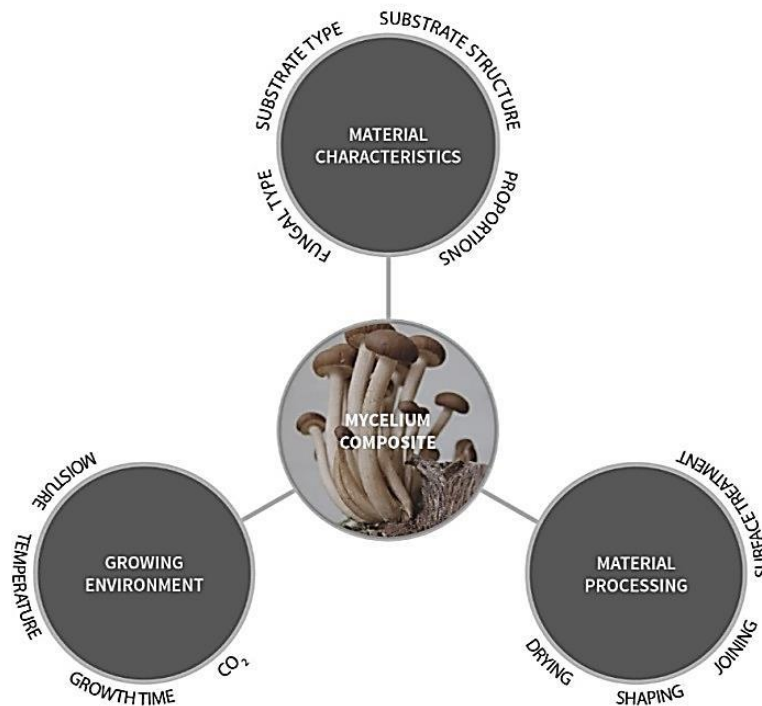 SUBSTRATE TYPE
SUBSTRATE STRUCTURE
FUNGAL TYPE
PROPORTIONS
MATERIAL
CHARACTERISTICS
MYCELIUM
COMPOSITE
MOISTURE
TEMPERATURE
GROWTH TIME
CO₂
GROWING
ENVIRONMENT
SURFACE TREATMENT
JOINING
SHAPING
DRYING
MATERIAL
PROCESSING